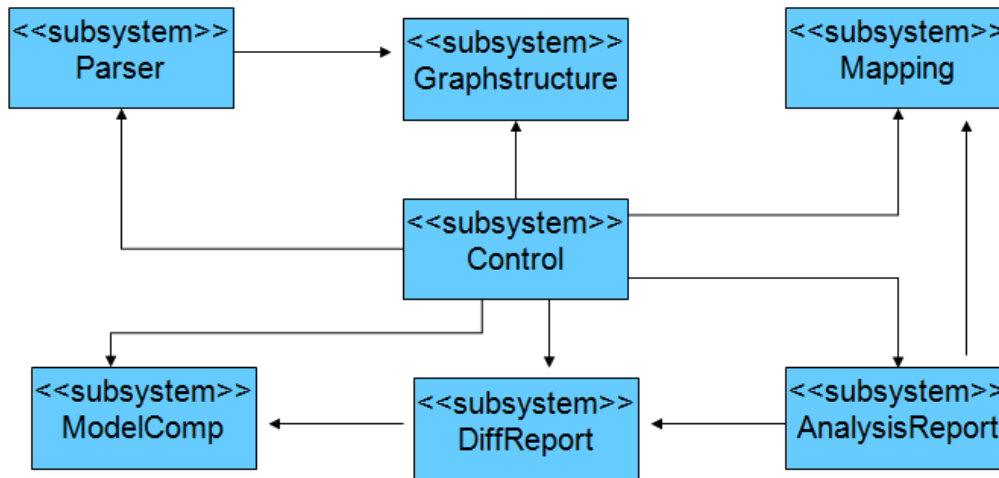 <<subsystem>>
Parser
<<subsystem>>
Graphstructure
<<subsystem>>
Mapping
<<subsystem>>
Control
<<subsystem>>
ModelComp
<<subsystem>>
DiffReport
<<subsystem>>
AnalysisReport